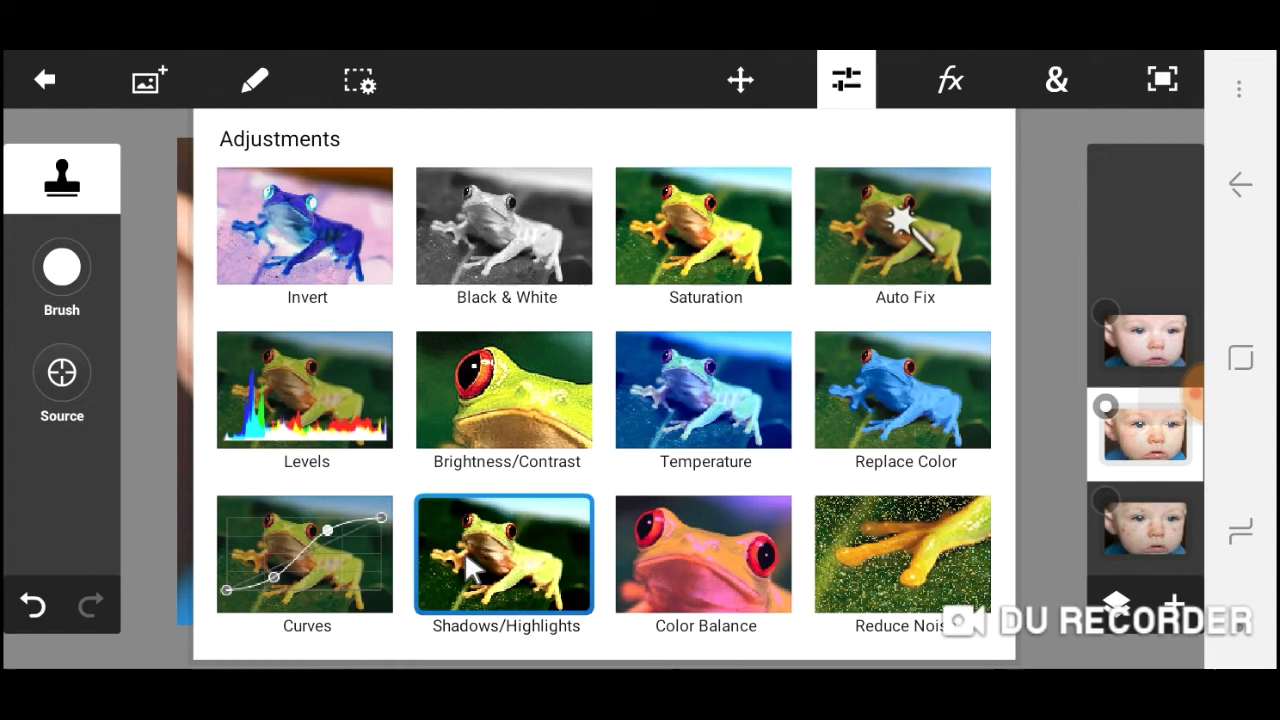 Adjustments
Invert
Black & White
Saturation
Auto Fix
Brush
Source
Levels
Brightness/Contrast
Temperature
Replace Color
Curves
Shadows/Highlights
Color Balance
Reduce
DU RECORDER